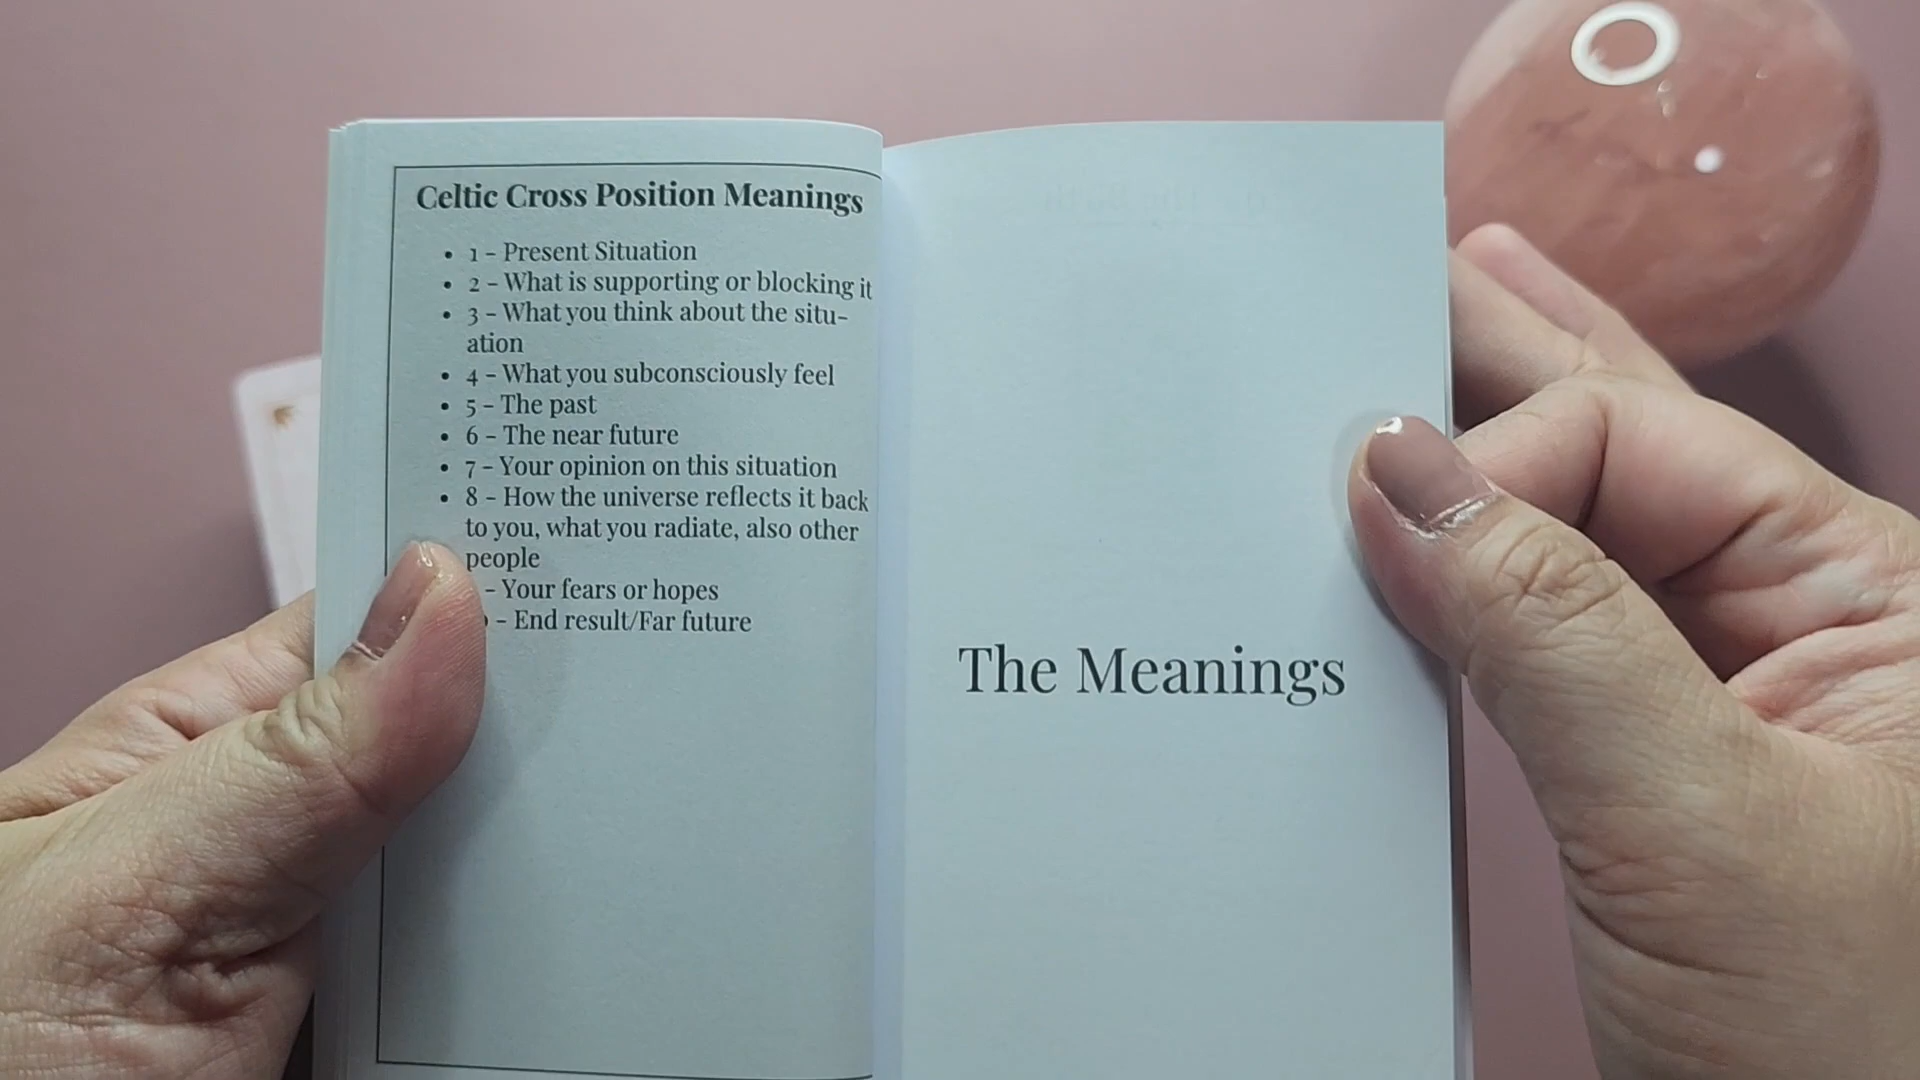 Celtic Cross Position Meanings
• 1 - Present Situation
• 2 - What is supporting or blocking it
• 3 - What you think about the situ-
ation
• 4 - What you subconsciously feel
• 5 - The past
• 6 - The near future
• 7 - Your opinion on this situation
• 8 - How the universe reflects it back
to you, what you radiate, also other
people
- Your fears or hopes
- End result/Far future
The Meanings